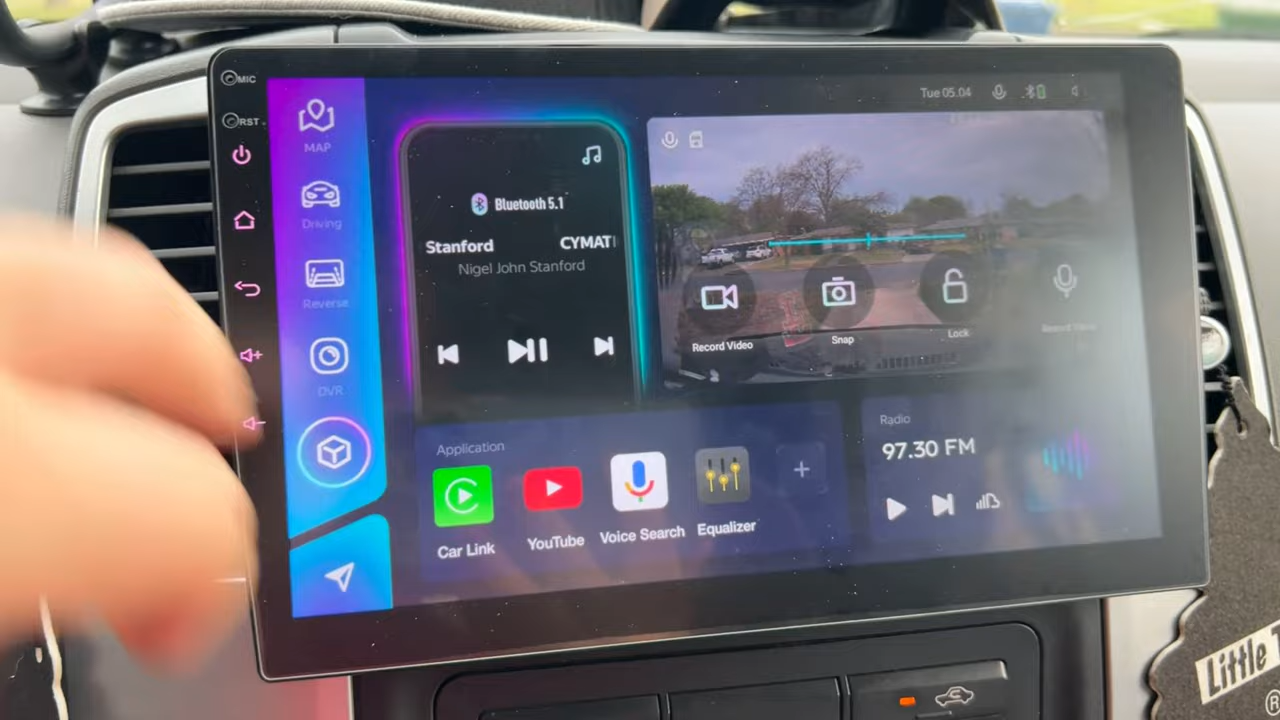 MIC
RST
MAP
Driving
Reverse
DVR
Tue 05.04
Bluetooth 5.1
Stanford CYMATI
Nigel John Stanford
Record Video
Snap
Lock
Application
Car Link
YouTube
Voice Search
Equalizer
Radio
97.30 FM
Little T
®